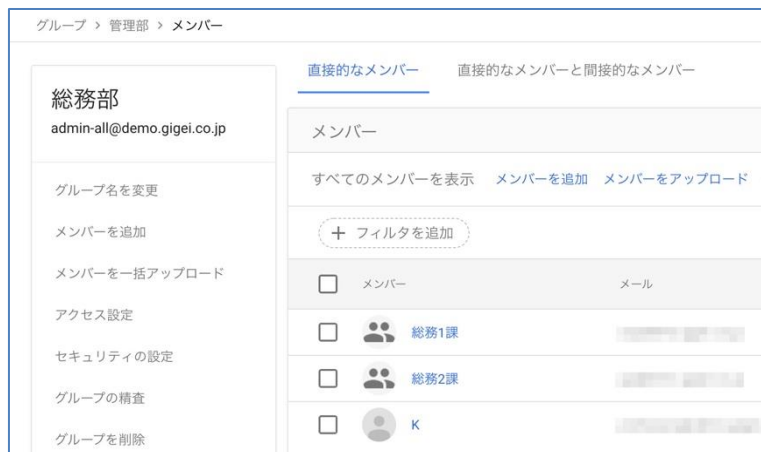 グループ > 管理部 > メンバー
総務部
admin-all@demo.gigei.co.jp
グループ名を変更
メンバーを追加
メンバーを一括アップロード
アクセス設定
セキュリティの設定
グループの精査
グループを削除
直接的なメンバー 直接的なメンバーと間接的なメンバー
メンバー
すべてのメンバーを表示 メンバーを追加 メンバーをアップロード
+ フィルタを追加
メンバー メール
総務1課
総務2課
K